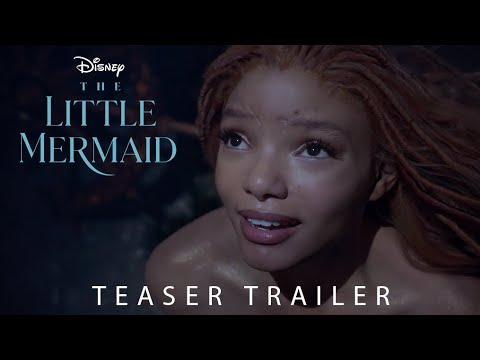 Disney
THE
LITTLE
MERMAID
TEASER TRAILER